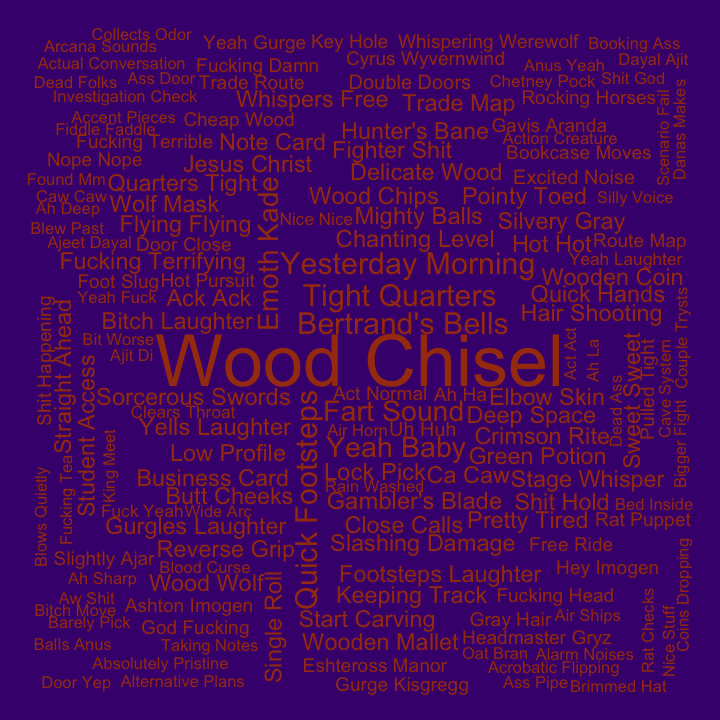 Collects Odor
Arcana Sounds
Yeah Gurge
Key Hole
Whispering Werewolf
Booking Ass
Actual Conversation
Fucking Damn
Cyrus Wyvernwind
Anus Yeah
Dayal Ajit
Dead Folks
Ass Door
Trade Route
Double Doors
Chetney Pock
Shit God
Investigation Check
Whispers Free
Trade Map
Rocking Horses
Scenario Fail
Danas Makes
Accent Pieces
Cheap Wood
Fiddle Faddle
Hunter's Bane
Gavis Aranda
Fucking Terrible
Note Card
Fighter Shit
Action Creature
Bookcase Moves
Nope Nope
Jesus Christ
Delicate Wood
Excited Noise
Found Mm
Quarters Tight
Emoth Kade
Wood Chips
Pointy Toed
Silly Voice
Caw Caw
Ah Deep
Wolf Mask
Blew Past
Flying Flying
Nice Nice
Mighty Balls
Silvery Gray
Ajeet Dayal
Door Close
Chanting Level
Hot Hot
Route Map
Fucking Terrifying
Yesterday Morning
Yeah Laughter
Foot Slug
Hot Pursuit
Wooden Coin
Yeah Fuck
Ack Ack
Tight Quarters
Quick Hands
Couple Trysts
Shit Happening
Straight Ahead
Bitch Laughter
Bertrand's Bells
Hair Shooting
Bit Worse
Ajit Di
Wood Chisel
Act Act
Ah La
Sweet Sweet
Pulled Tight
Cave System
Student Access
Sorcerous Swords
Quick Footsteps
Act Normal
Ah Ha
Elbow Skin
Dead Ass
Bigger Fight
Clears Throat
Fart Sound
Deep Space
Yells Laughter
Air Horn
Uh Huh
Crimson Rite
King Meet
Fucking Tea
Low Profile
Yeah Baby
Green Potion
Blows Quietly
Business Card
Lock Pick
Ca Caw
Stage Whisper
Butt Cheeks
Rain Washed
Fuck Yeah
Wide Arc
Gambler's Blade
Shit Hold
Bed Inside
Gurgles Laughter
Close Calls
Pretty Tired
Rat Puppet
Slightly Ajar
Reverse Grip
Slashing Damage
Free Ride
Coins Dropping
Blood Curse
Ah Sharp
Wood Wolf
Single Roll
Footsteps Laughter
Hey Imogen
Aw Shit
Keeping Track
Fucking Head
Bitch Move
Ashton Imogen
Barely Pick
God Fucking
Start Carving
Gray Hair
Air Ships
Rat Checks
Nice Stuff
Balls Anus
Taking Notes
Wooden Mallet
Headmaster Gryz
Absolutely Pristine
Eshteross Manor
Oat Bran
Alarm Noises
Acrobatic Flipping
Door Yep
Alternative Plans
Gurge Kisgregg
Ass Pipe
Brimmed Hat